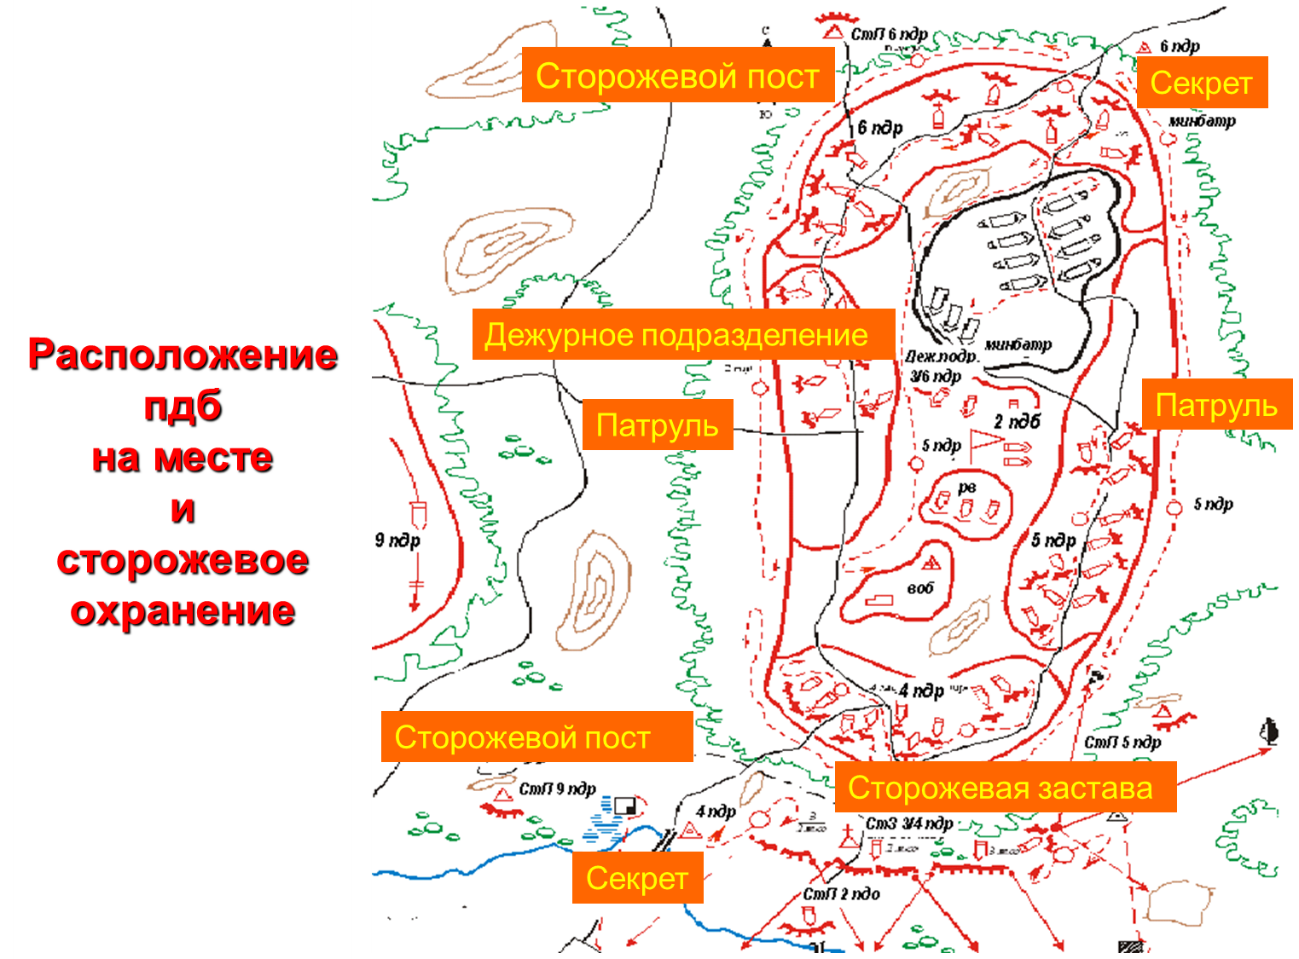 Расположение
пдб
на месте
и
сторожевое
охранение
С
СтП 6 пдр
6 пдр
Сторожевой пост
Секрет
Ю
6 пдр
минбатр
Дежурное подразделение
минбатр
Деж.подр.
3/6 пдр
Патруль
Патруль
2 пдб
5 пдр
рв
5 пдр
9 пдр
5 пдр
воб
4 пдр
Сторожевой пост
СтП 5 пдр
Сторожевая застава
СтП 9 пдр
4 пдр
3
СтЗ 3/4 пдр
Секрет
СтП 2 пдо